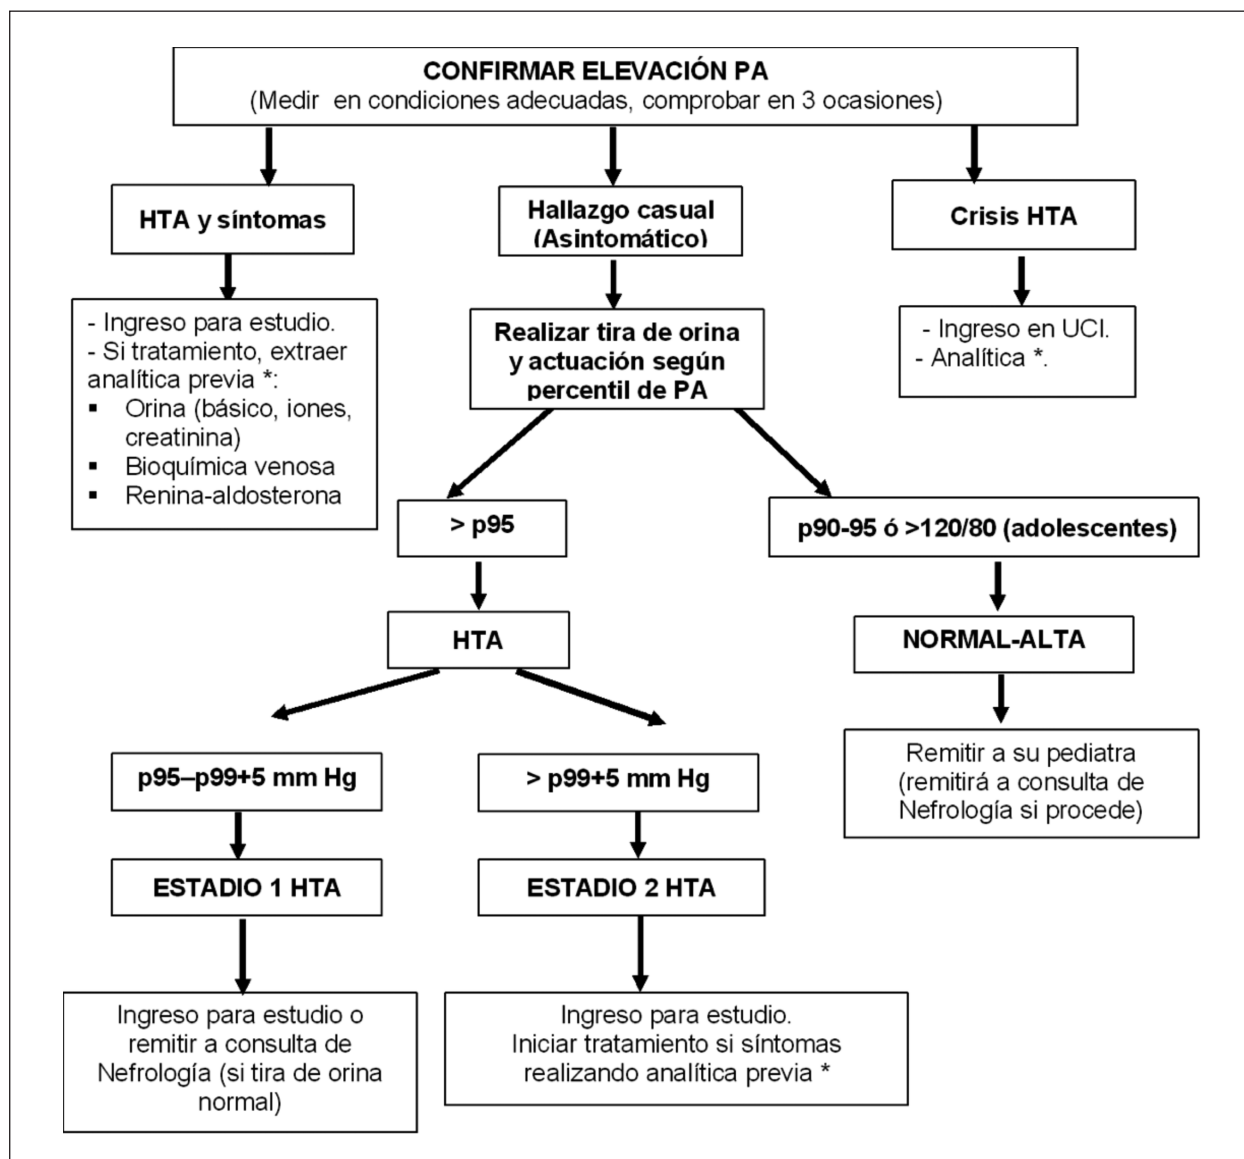 CONFIRMAR ELEVACIÓN PA
(Medir en condiciones adecuadas, comprobar en 3 ocasiones)
HTA y síntomas
- Ingreso para estudio.
- Si tratamiento, extraer
analítica previa *:
▪ Orina (básico, iones,
creatinina)
▪ Bioquímica venosa
▪ Renina-aldosterona
Hallazgo casual
(Asintomático)
Realizar tira de orina
y actuación según
percentil de PA
Crisis HTA
- Ingreso en UCI.
- Analítica *.
> p95
HTA
p90-95 ó >120/80 (adolescentes)
NORMAL-ALTA
Remitir a su pediatra
(remitirá a consulta de
Nefrología si procede)
p95–p99+5 mm Hg
ESTADIO 1 HTA
Ingreso para estudio o
remitir a consulta de
Nefrología (si tira de orina
normal)
> p99+5 mm Hg
ESTADIO 2 HTA
Ingreso para estudio.
Iniciar tratamiento si síntomas
realizando analítica previa *